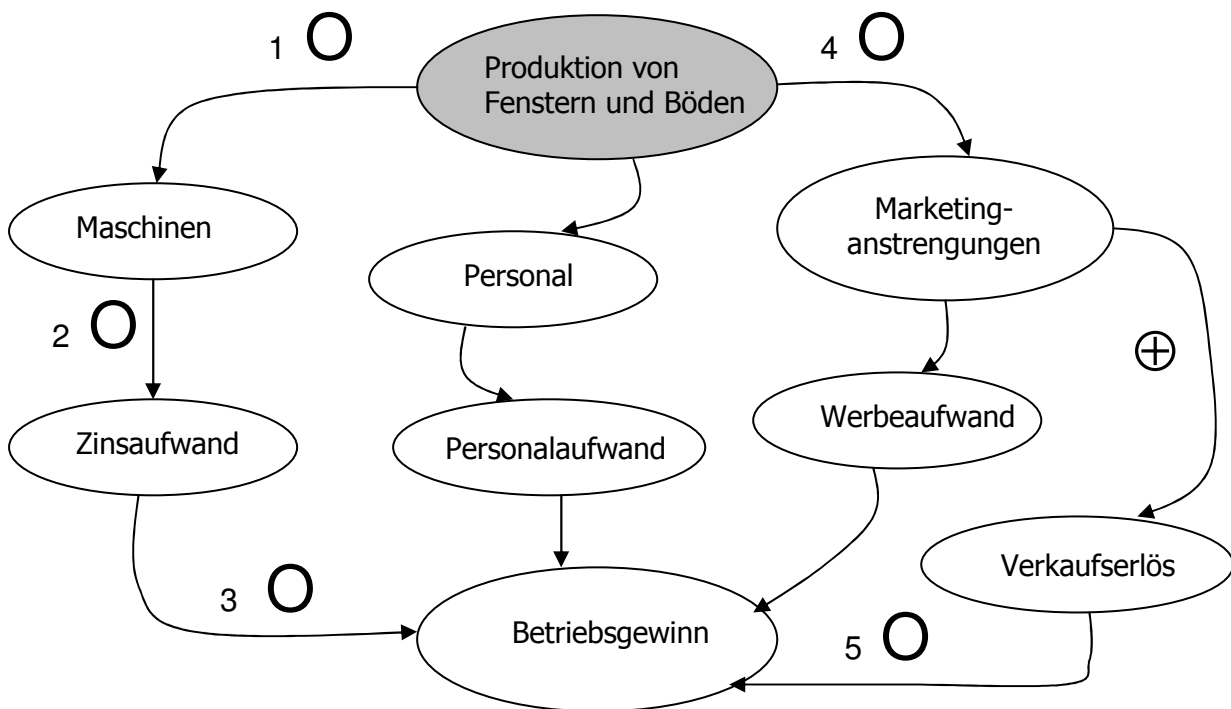 1 O
4 O
Produktion von
Fenstern und Böden
Maschinen
Marketing-
anstrengungen
Personal
2 O
⊕
Zinsaufwand
Personalaufwand
Werbeaufwand
Verkaufserlös
3 O
Betriebsgewinn
5 O